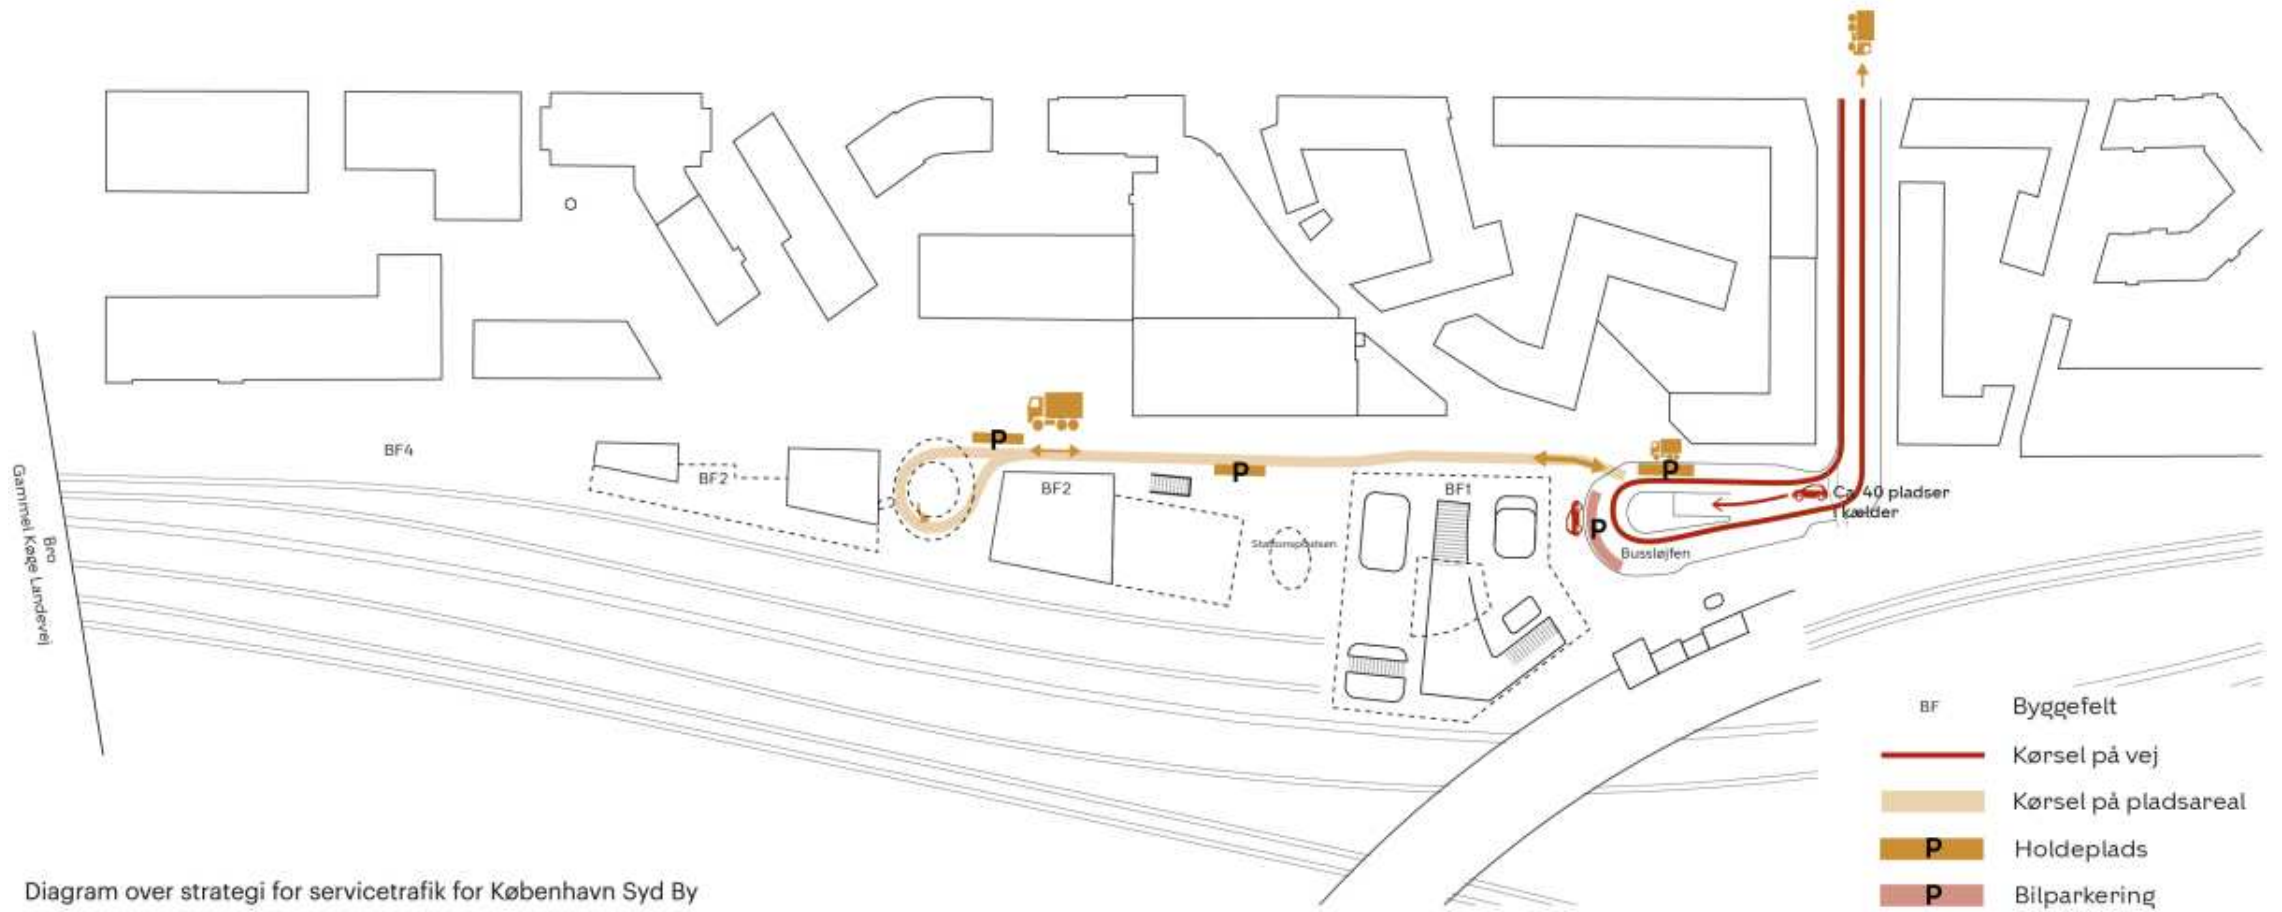 BF4
BF2
BF2
BF1
P
P
P
P
Ca. 40 pladser
i kælder
Stationspladsen
Bussløjfen
Bro
Gammel Køge Landevej
BF Byggefelt
Kørsel på vej
Kørsel på pladsareal
P Holdeplads
P Bilparkering
Diagram over strategi for servicetrafik for København Syd By